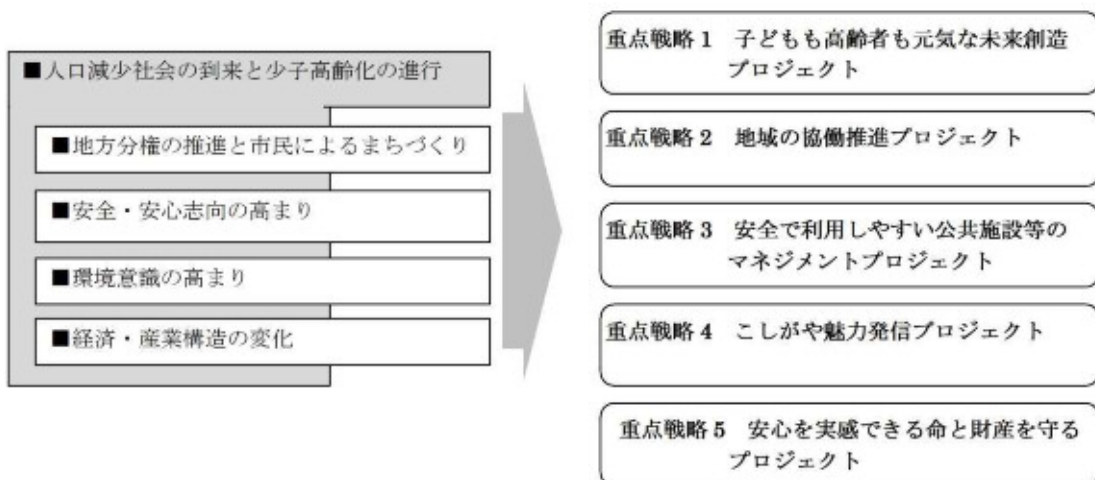 ■人口減少社会の到来と少子高齢化の進行
■地方分権の推進と市民によるまちづくり
■安全・安心志向の高まり
■環境意識の高まり
■経済・産業構造の変化
重点戦略1 子どもも高齢者も元気な未来創造
プロジェクト
重点戦略2 地域の協働推進プロジェクト
重点戦略3 安全で利用しやすい公共施設等の
マネジメントプロジェクト
重点戦略4 こしがや魅力発信プロジェクト
重点戦略5 安心を実感できる命と財産を守る
プロジェクト